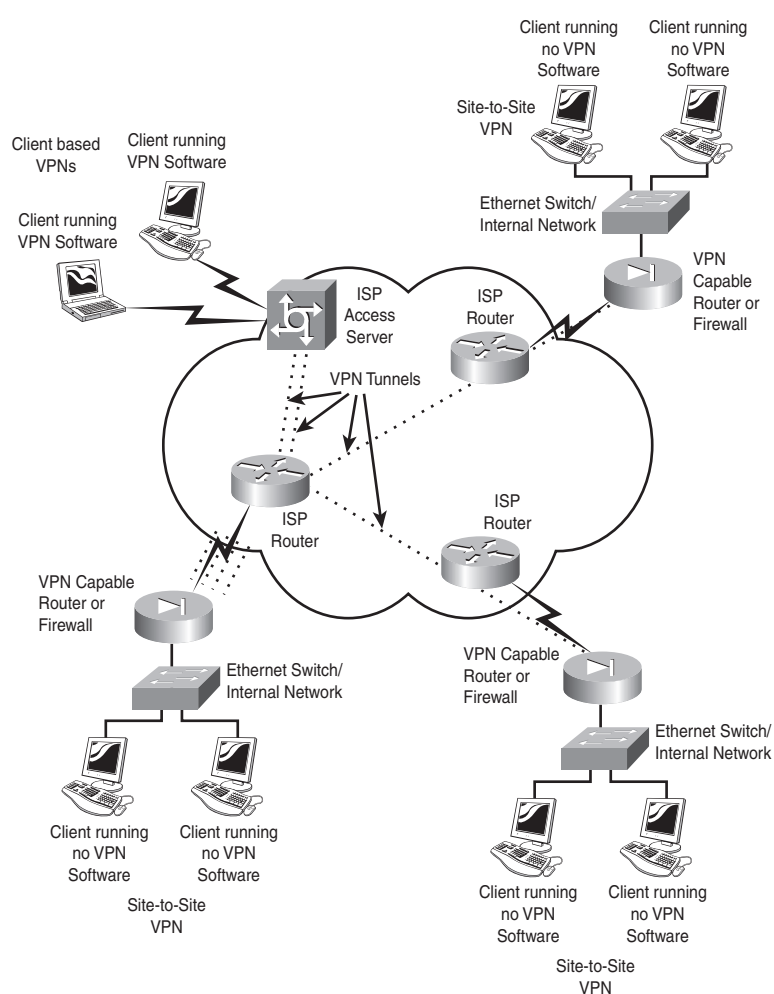 Client running
no VPN
Software
Client running
no VPN
Software
Site-to-Site
VPN
Client based
VPNs
Client running
VPN Software
Client running
VPN Software
Ethernet Switch/
Internal Network
VPN
Capable
Router or
Firewall
ISP
Access
Server
ISP
Router
VPN Tunnels
ISP
Router
ISP
Router
VPN Capable
Router or
Firewall
VPN Capable
Router or
Firewall
Ethernet Switch/
Internal Network
Ethernet Switch/
Internal Network
Client running
no VPN
Software
Client running
no VPN
Software
Site-to-Site
VPN
Client running
no VPN
Software
Client running
no VPN
Software
Site-to-Site
VPN